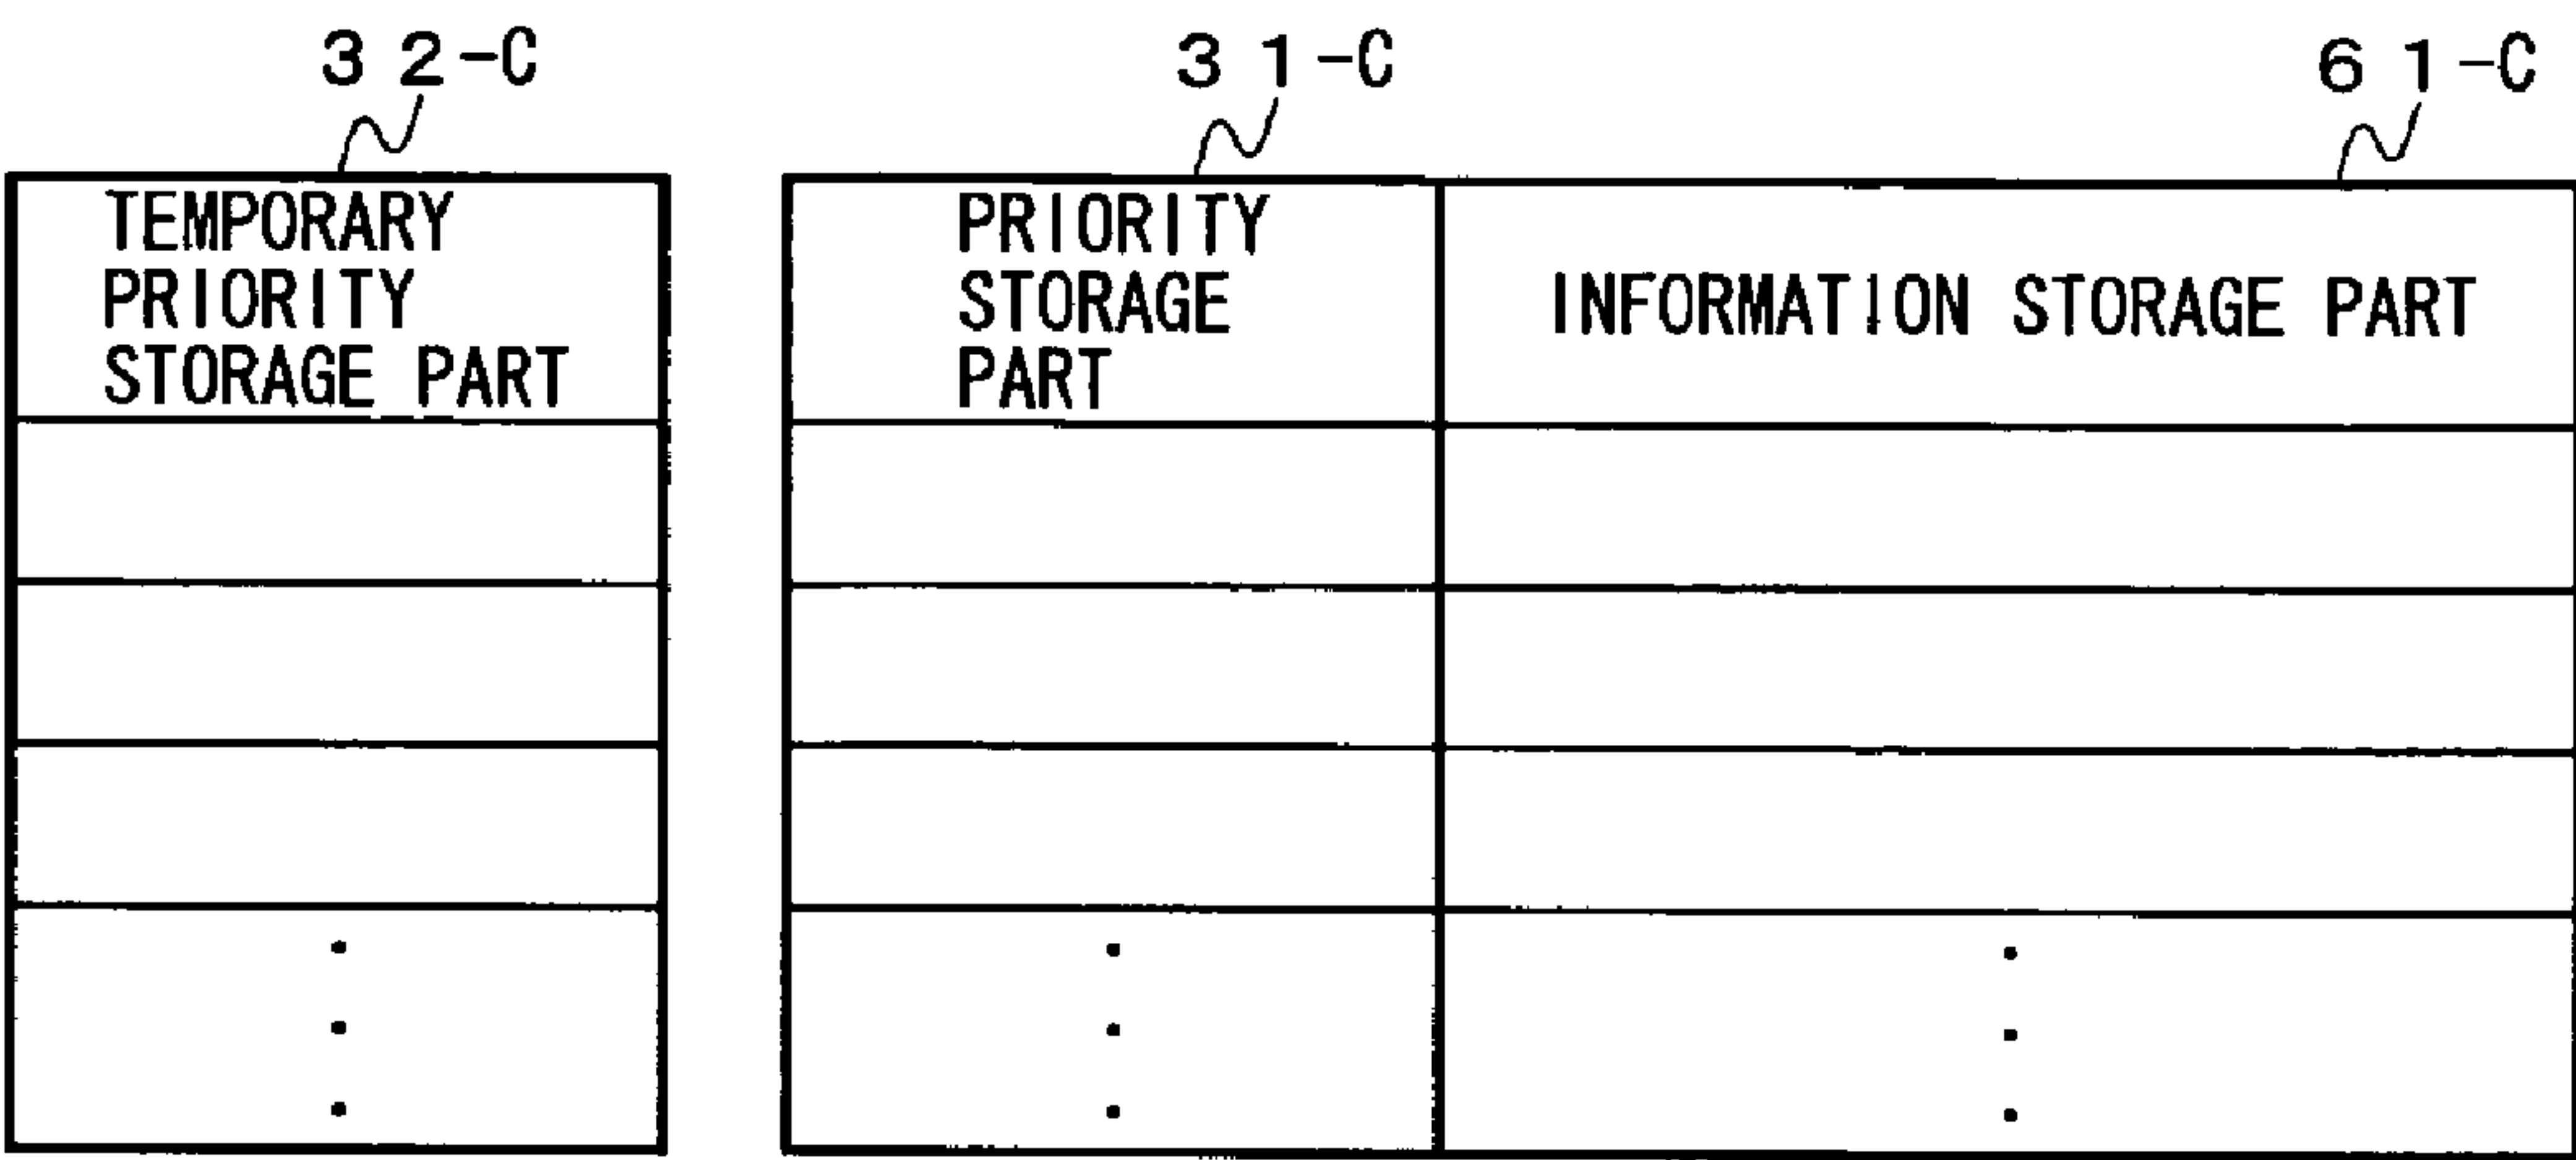 32-C
31-C
61-C
TEMPORARY
PRIORITY
STORAGE PART
PRIORITY
STORAGE
PART
INFORMATION STORAGE PART